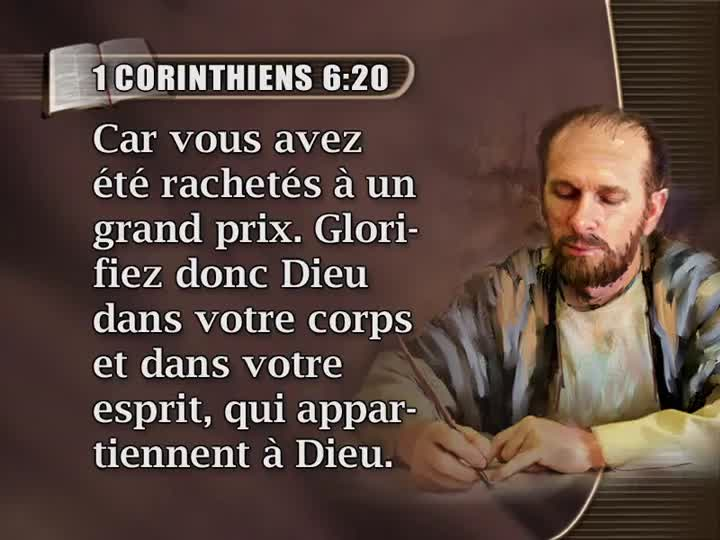 1 CORINTHIENS 6:20
Car vous avez
été rachetés à un
grand prix. Glori-
fiez donc Dieu
dans votre corps
et dans votre
esprit, qui appar-
tiennent à Dieu.